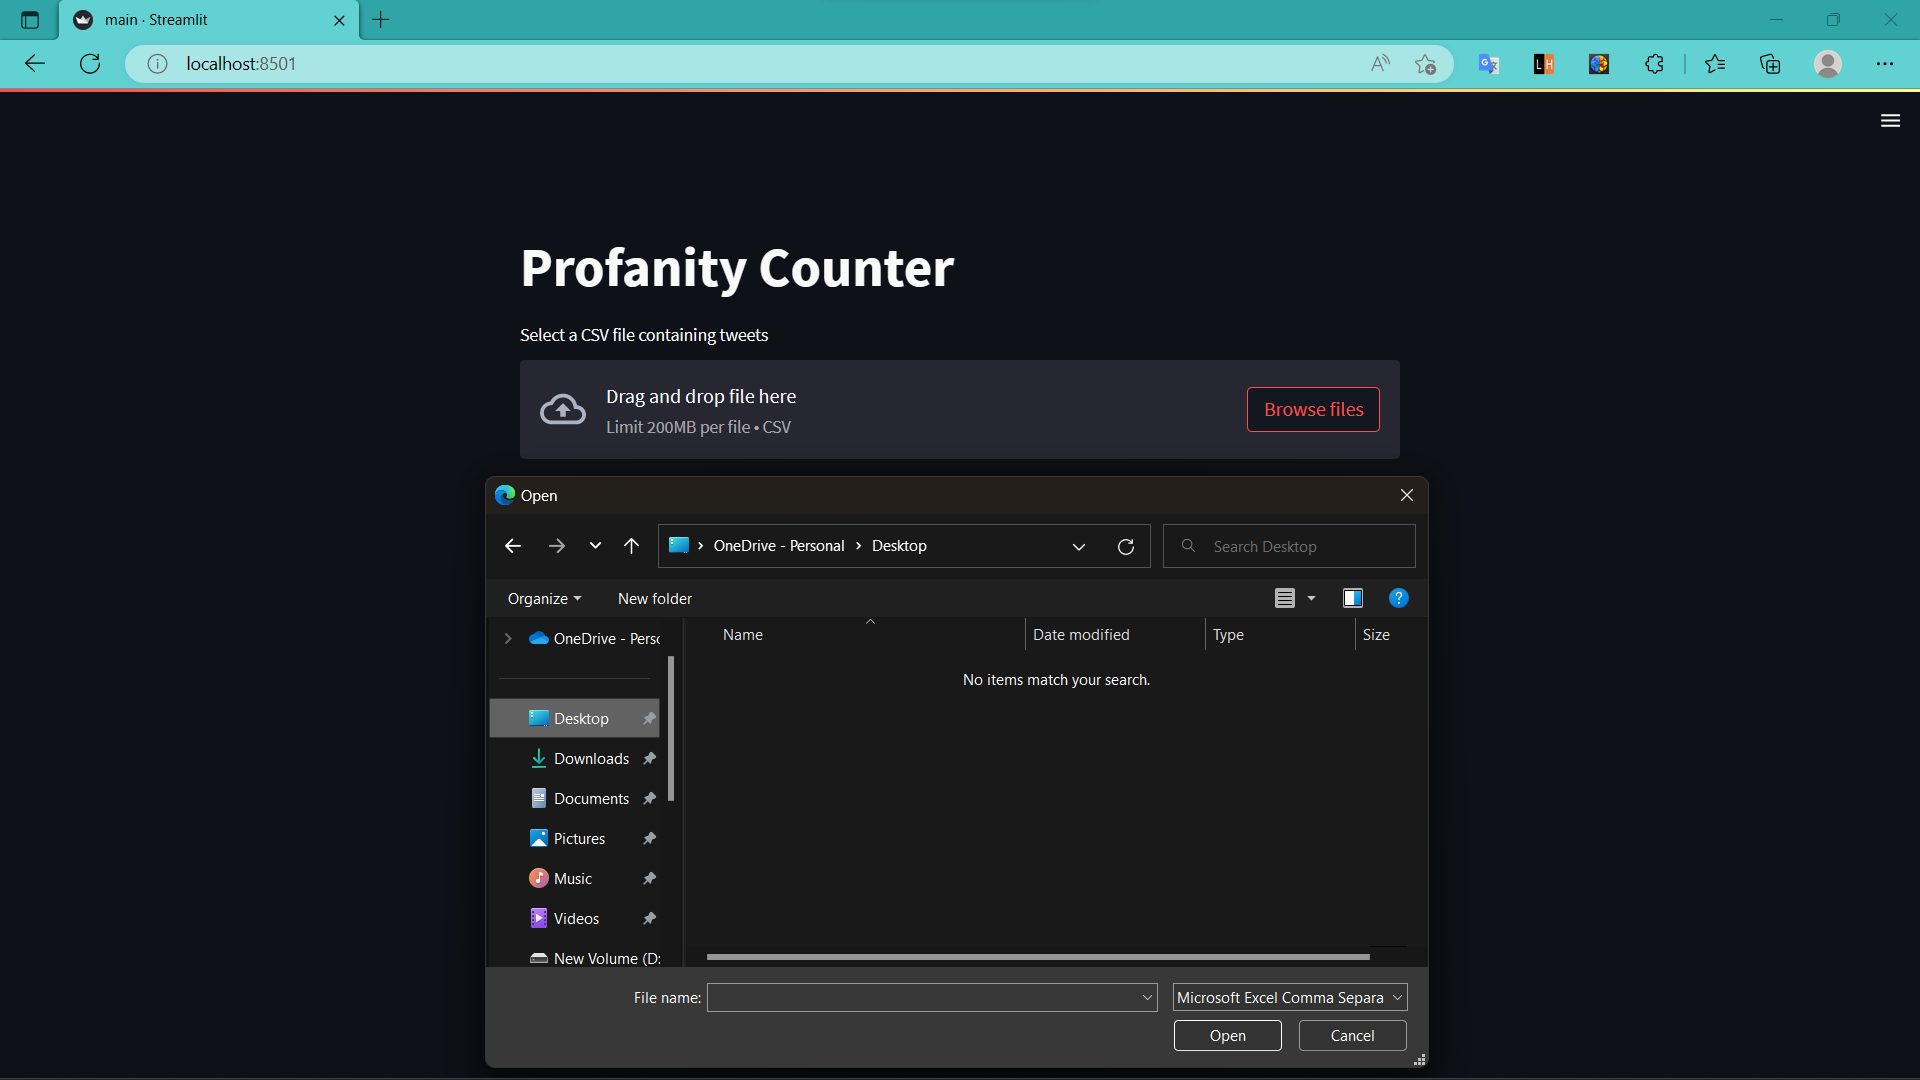 main · Streamlit
localhost:8501
Profanity Counter
Select a CSV file containing tweets
Drag and drop file here
Limit 200MB per file • CSV
Browse files
Open
OneDrive - Personal > Desktop
Search Desktop
Organize
New folder
OneDrive - Persc
Name
Date modified
Type
Size
No items match your search.
Desktop
Downloads
Documents
Pictures
Music
Videos
New Volume (D:
File name:
Microsoft Excel Comma Separa
Open
Cancel